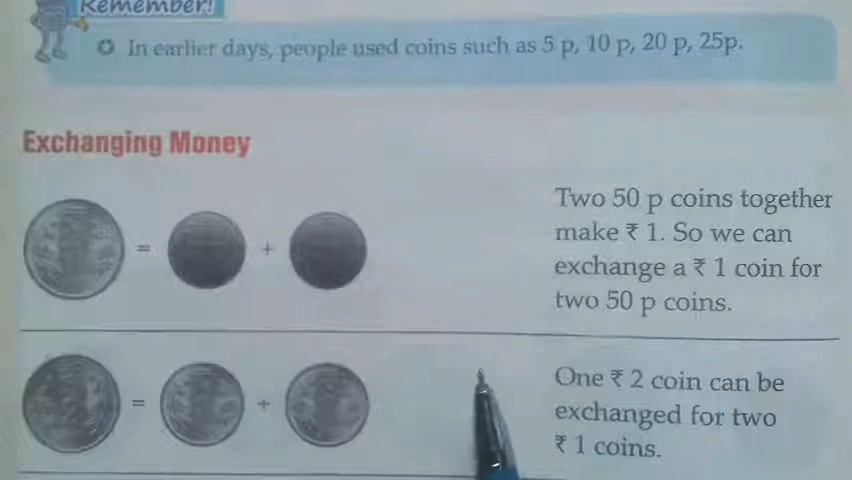 Remember!
✪ In earlier days, people used coins such as 5 p, 10 p, 20 p, 25p.
Exchanging Money
= +
Two 50 p coins together
make ₹ 1. So we can
exchange a ₹ 1 coin for
two 50 p coins.
= +
One ₹ 2 coin can be
exchanged for two
₹ 1 coins.